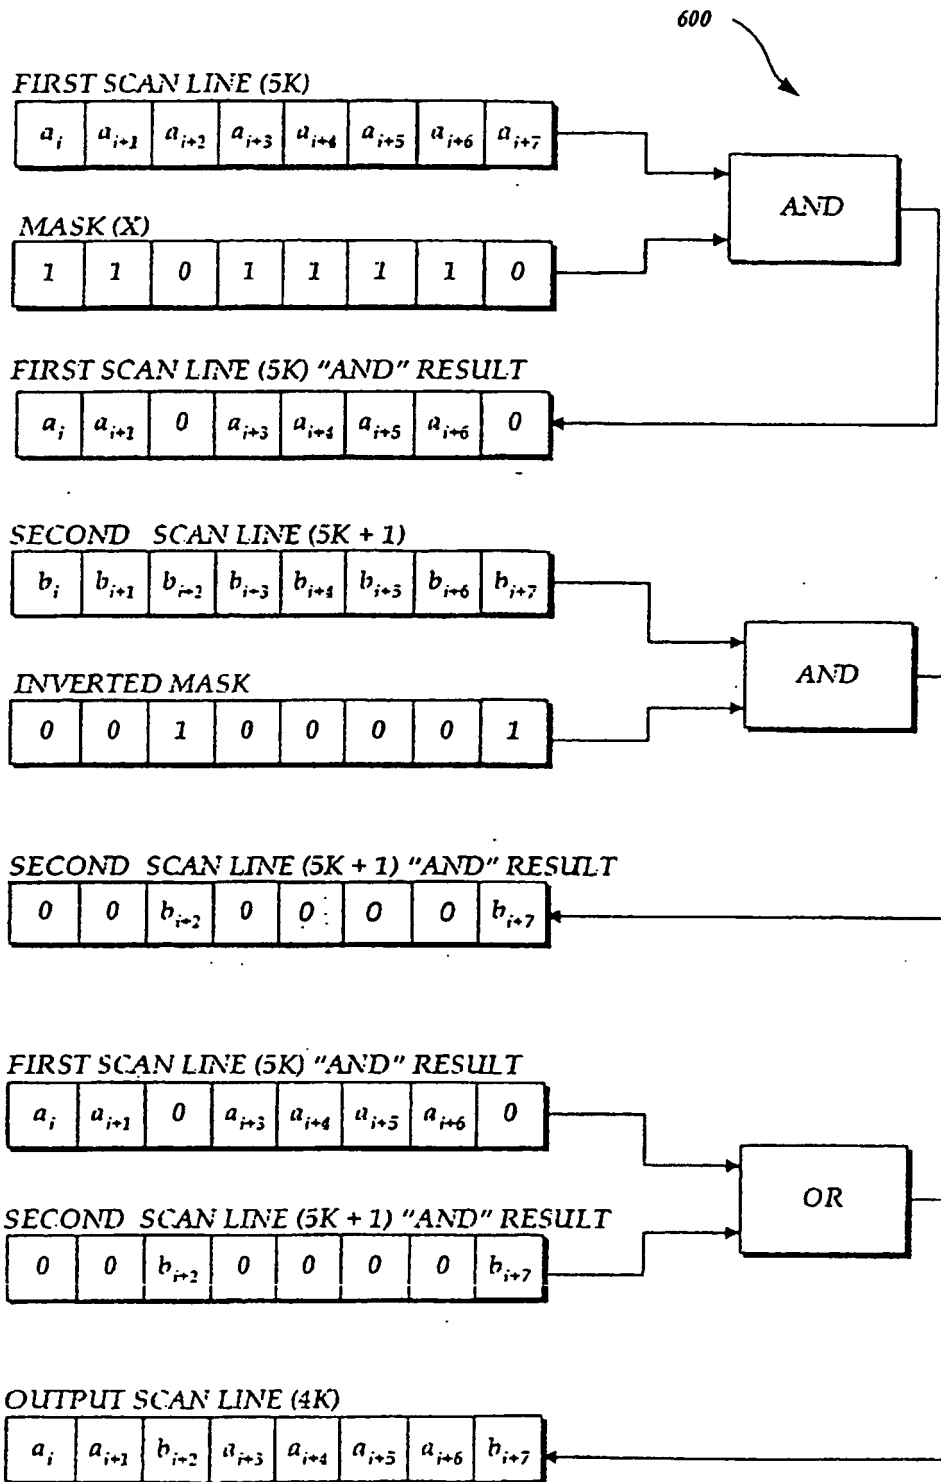 600
FIRST SCAN LINE (5K)
a_i a_{i+1} a_{i+2} a_{i+3} a_{i+4} a_{i+5} a_{i+6} a_{i+7}
AND
MASK (X)
1 1 0 1 1 1 1 0
FIRST SCAN LINE (5K) "AND" RESULT
a_i a_{i+1} 0 a_{i+3} a_{i+4} a_{i+5} a_{i+6} 0
SECOND SCAN LINE (5K + 1)
b_i b_{i+1} b_{i+2} b_{i+3} b_{i+4} b_{i+5} b_{i+6} b_{i+7}
AND
INVERTED MASK
0 0 1 0 0 0 0 1
SECOND SCAN LINE (5K + 1) "AND" RESULT
0 0 b_{i+2} 0 0 0 0 b_{i+7}
FIRST SCAN LINE (5K) "AND" RESULT
a_i a_{i+1} 0 a_{i+3} a_{i+4} a_{i+5} a_{i+6} 0
OR
SECOND SCAN LINE (5K + 1) "AND" RESULT
0 0 b_{i+2} 0 0 0 0 b_{i+7}
OUTPUT SCAN LINE (4K)
a_i a_{i+1} b_{i+2} a_{i+3} a_{i+4} a_{i+5} a_{i+6} b_{i+7}